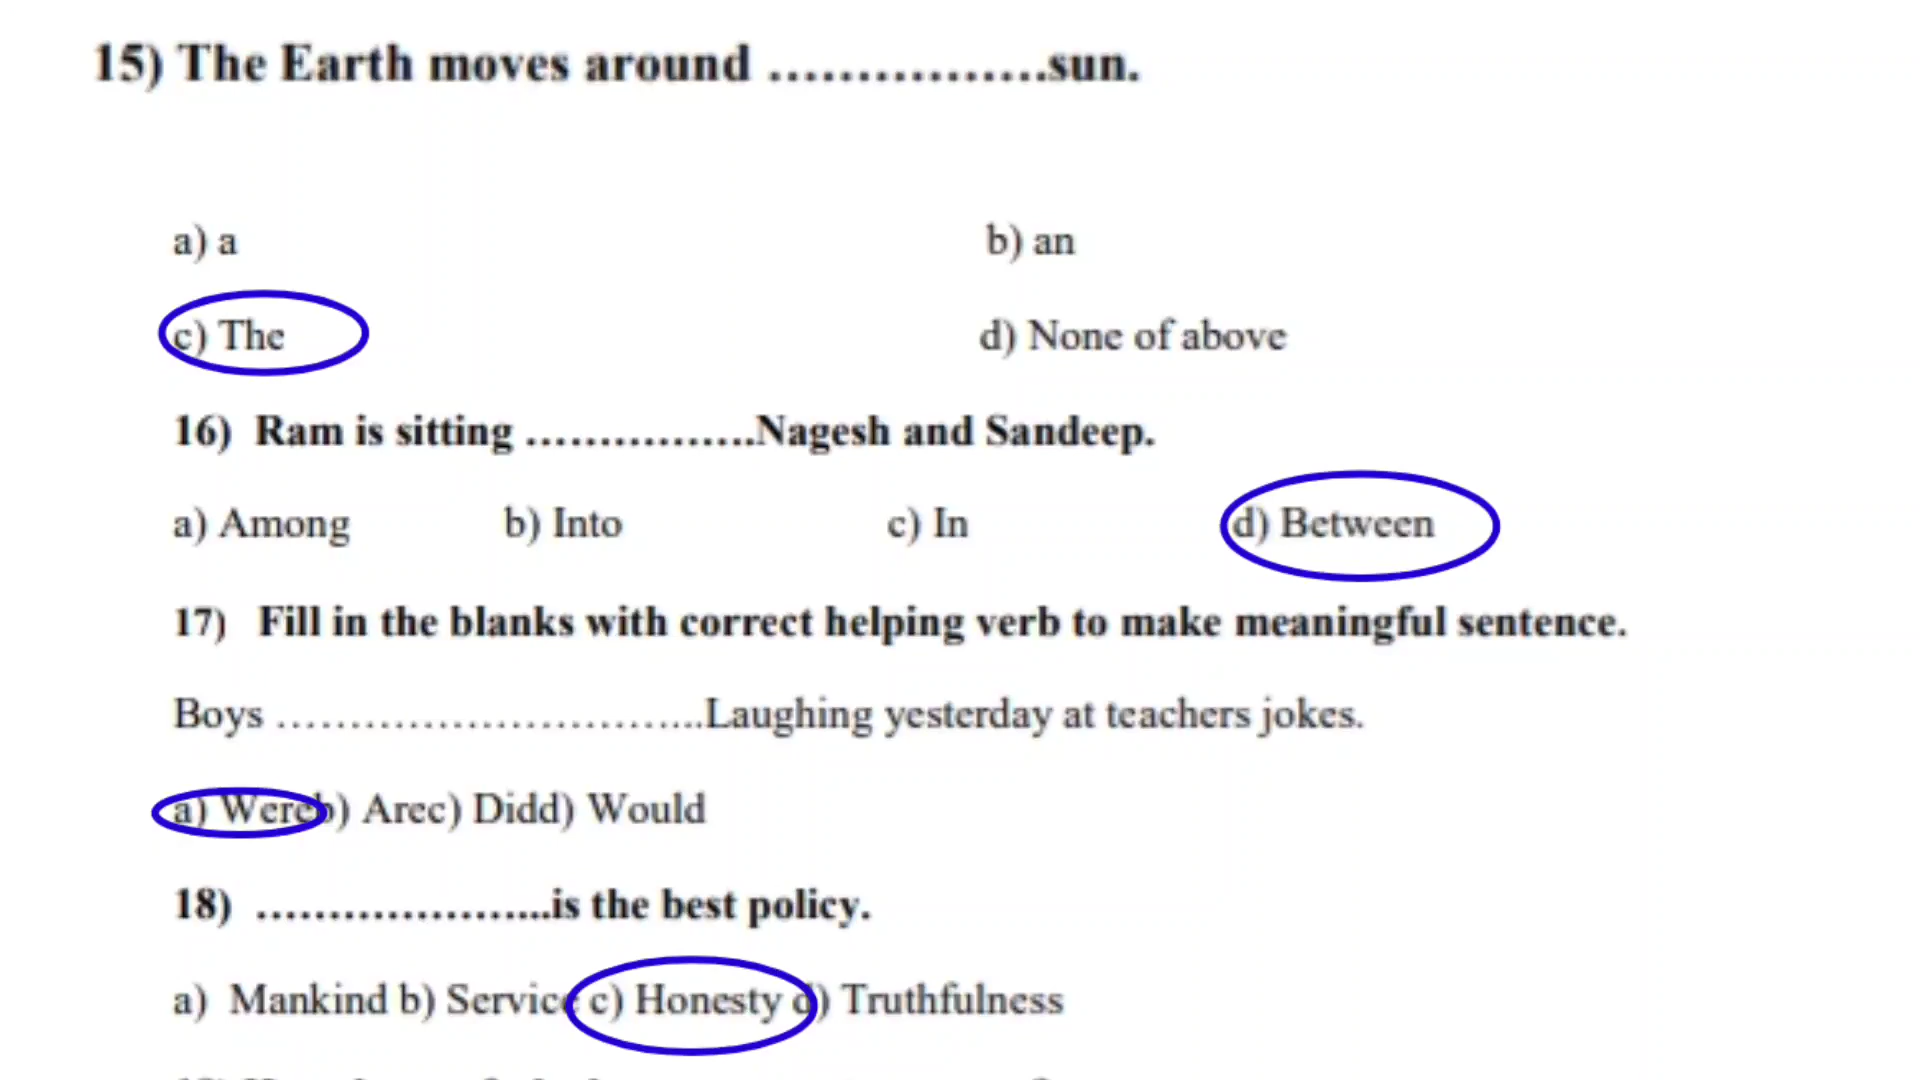 15) The Earth moves around ................sun.
a) a b) an
c) The d) None of above
16) Ram is sitting ................Nagesh and Sandeep.
a) Among b) Into c) In d) Between
17) Fill in the blanks with correct helping verb to make meaningful sentence.
Boys ..............................Laughing yesterday at teachers jokes.
a) Wereb) Arec) Didd) Would
18) .....................is the best policy.
a) Mankind b) Service c) Honesty d) Truthfulness